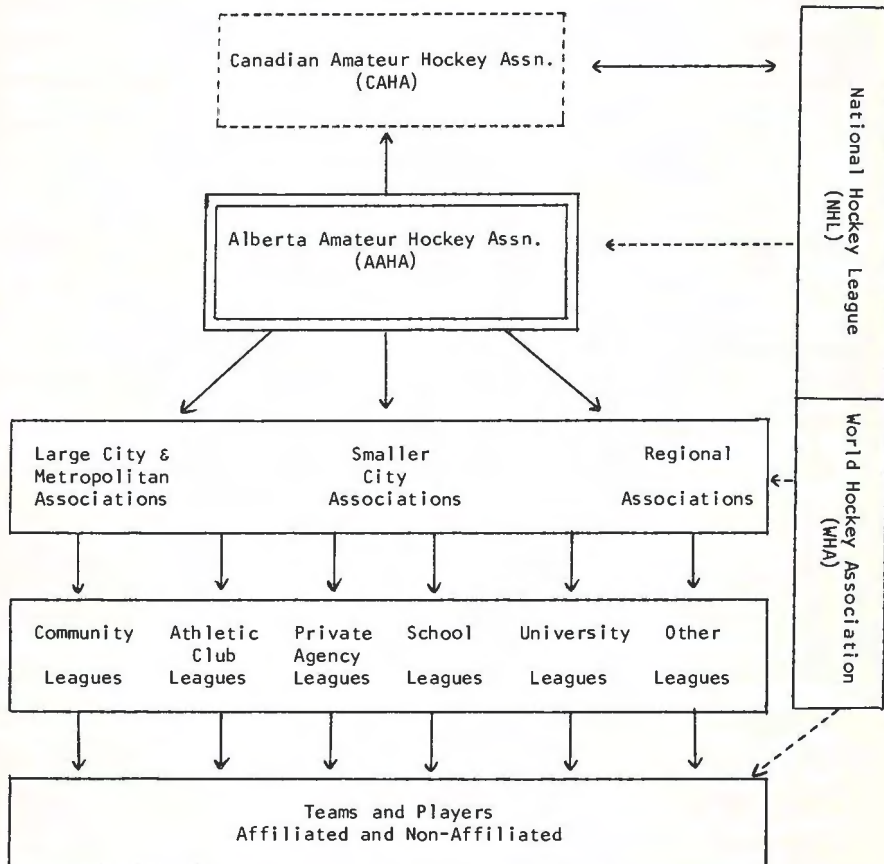 Canadian Amateur Hockey Assn.
(CAHA)
National Hockey League
(NHL)
Alberta Amateur Hockey Assn.
(AAHA)
World Hockey Association
(WHA)
Large City &
Metropolitan
Associations
Smaller
City
Associations
Regional
Associations
Community
Leagues
Athletic
Club
Leagues
Private
Agency
Leagues
School
Leagues
University
Leagues
Other
Leagues
Teams and Players
Affiliated and Non-Affiliated